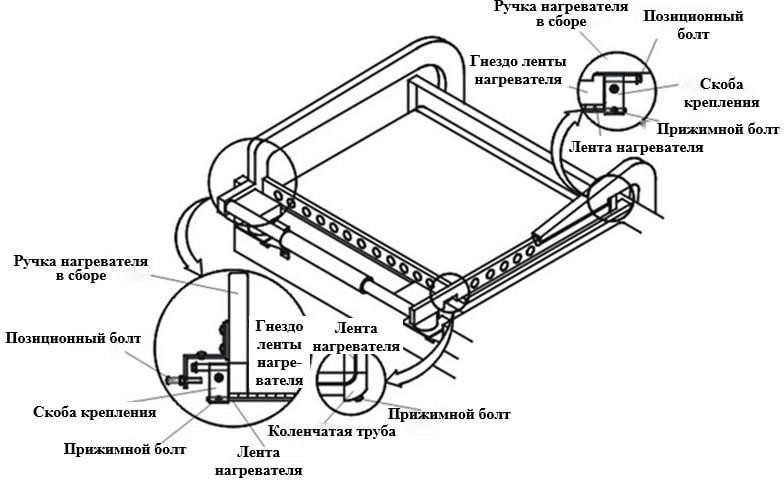 Ручка нагревателя
в сборе
Позиционный
болт
Гнездо ленты
нагревателя
Скоба
крепления
Прижимной болт
Лента нагревателя
Ручка нагревателя
в сборе
Гнездо
ленты
нагре-
вателя
Лента
нагревателя
Позиционный болт
Скоба крепления
Прижимной болт
Коленчатая труба
Прижимной болт
Лента
нагревателя